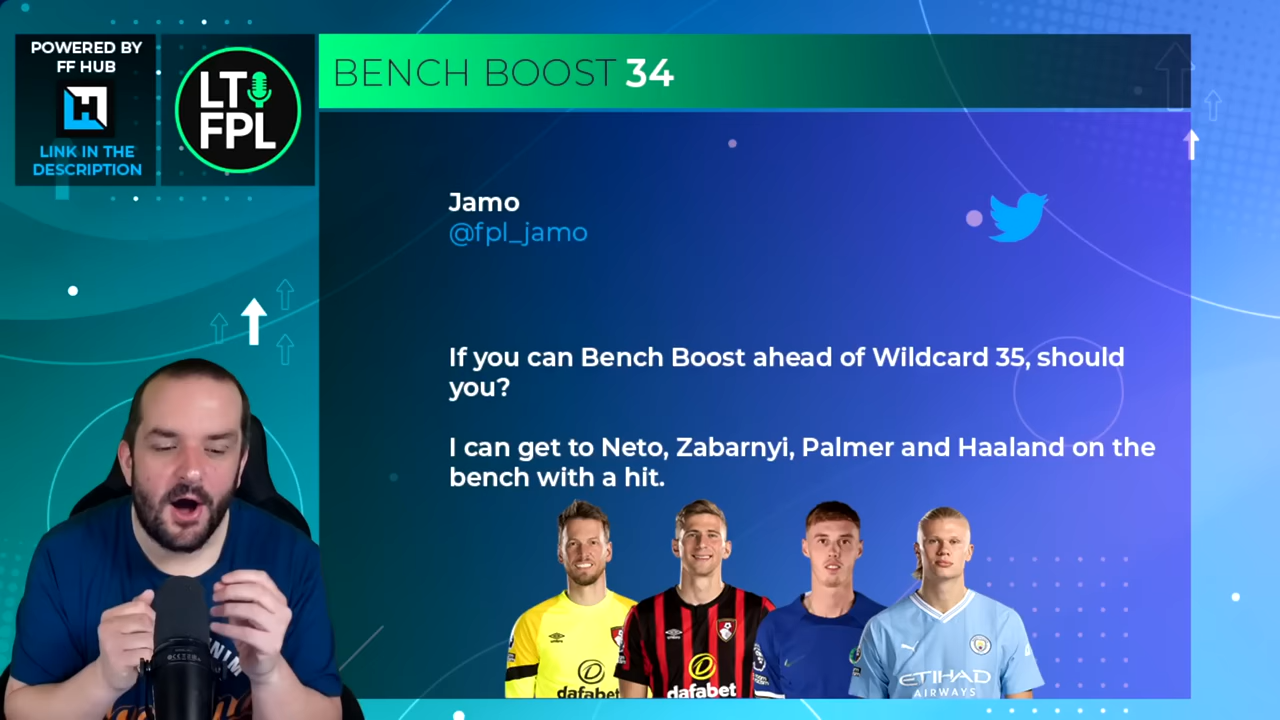 POWERED BY
FF HUB
LINK IN THE
DESCRIPTION
LT
FPL
BENCH BOOST 34
Jamo
@fpl_jamo
If you can Bench Boost ahead of Wildcard 35, should
you?
I can get to Neto, Zabarnyi, Palmer and Haaland on the
bench with a hit.
dafabet
dafabet
ETIHAD
AIRWAYS